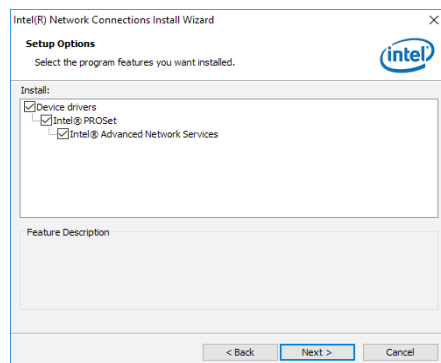 Intel(R) Network Connections Install Wizard
Setup Options
Select the program features you want installed.
intel
Install:
Device drivers
Intel® PROSet
Intel® Advanced Network Services
Feature Description
< Back
Next >
Cancel